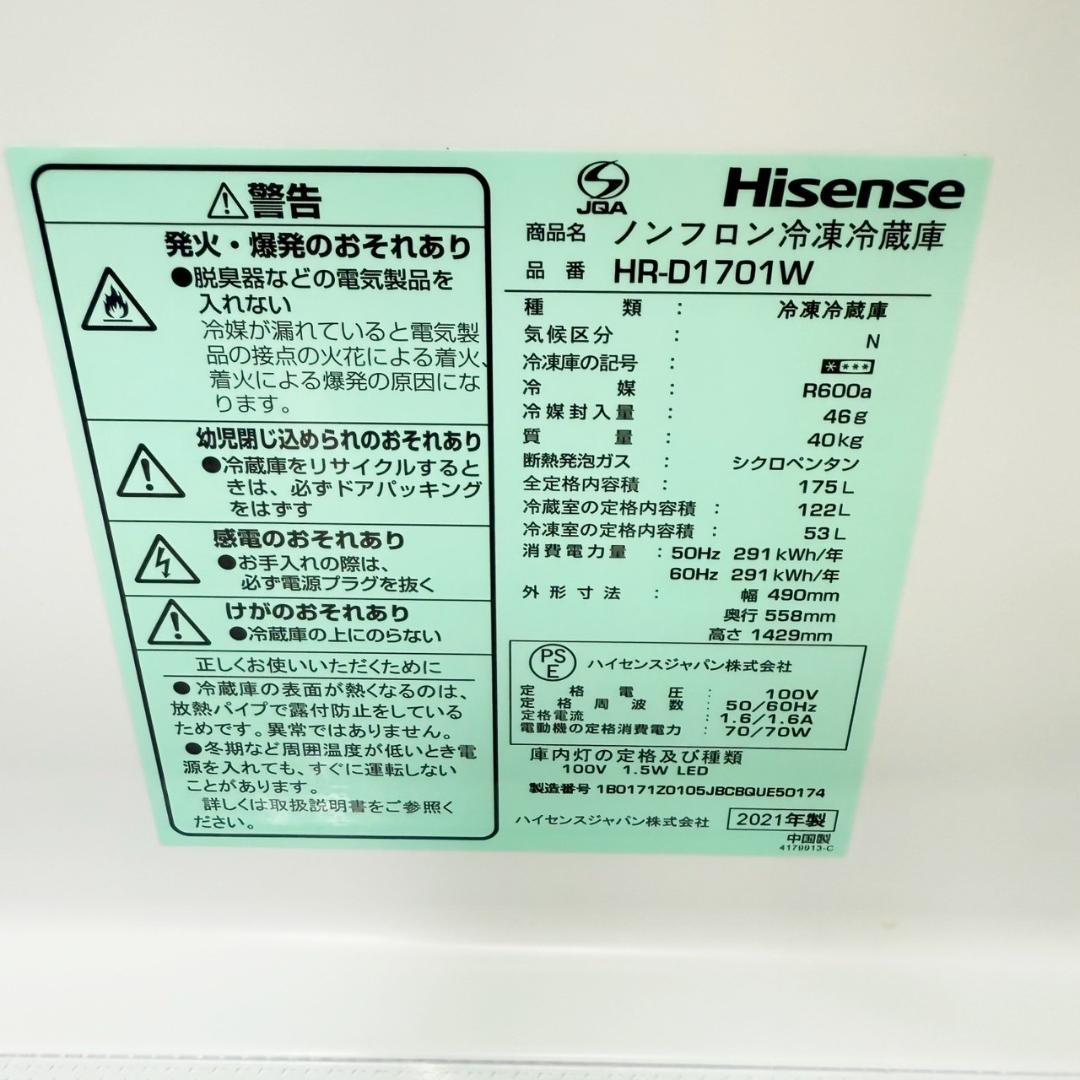 警告
発火・爆発のおそれあり
●脱臭器などの電気製品を
入れない
冷媒が漏れていると電気製
品の接点の火花による着火、
着火による爆発の原因にな
ります。
幼児閉じ込められのおそれあり
●冷蔵庫をリサイクルすると
きは、必ずドアパッキング
をはずす
感電のおそれあり
●お手入れの際は、
必ず電源プラグを抜く
けがのおそれあり
●冷蔵庫の上にのらない
正しくお使いいただくために
●冷蔵庫の表面が熱くなるのは、
放熱パイプで露付防止をしている
ためです。異常ではありません。
●冬期など周囲温度が低いとき電
源を入れても、すぐに運転しない
ことがあります。
詳しくは取扱説明書をご参照く
ださい。
JQA
Hisense
商品名 ノンフロン冷凍冷蔵庫
品番 HR-D1701W
種類 : 冷凍冷蔵庫
気候区分 : N
冷凍庫の記号 : ****
冷媒 : R600a
冷媒封入量 : 46g
質量 : 40kg
断熱発泡ガス : シクロペンタン
全定格内容積 : 175L
冷蔵室の定格内容積 : 122L
冷凍室の定格内容積 : 53L
消費電力量 : 50Hz 291kWh/年
60Hz 291kWh/年
外形寸法 : 幅 490mm
奥行 558mm
高さ 1429mm
PSE ハイセンスジャパン株式会社
定格電圧 : 100V
定格周波数 : 50/60Hz
定格電流 : 1.6/1.6A
電動機の定格消費電力 : 70/70W
庫内灯の定格及び種類
100V 1.5W LED
製造番号 1B0171Z0105JBCBQUE50174
ハイセンスジャパン株式会社 2021年製
中国製
4179913-C